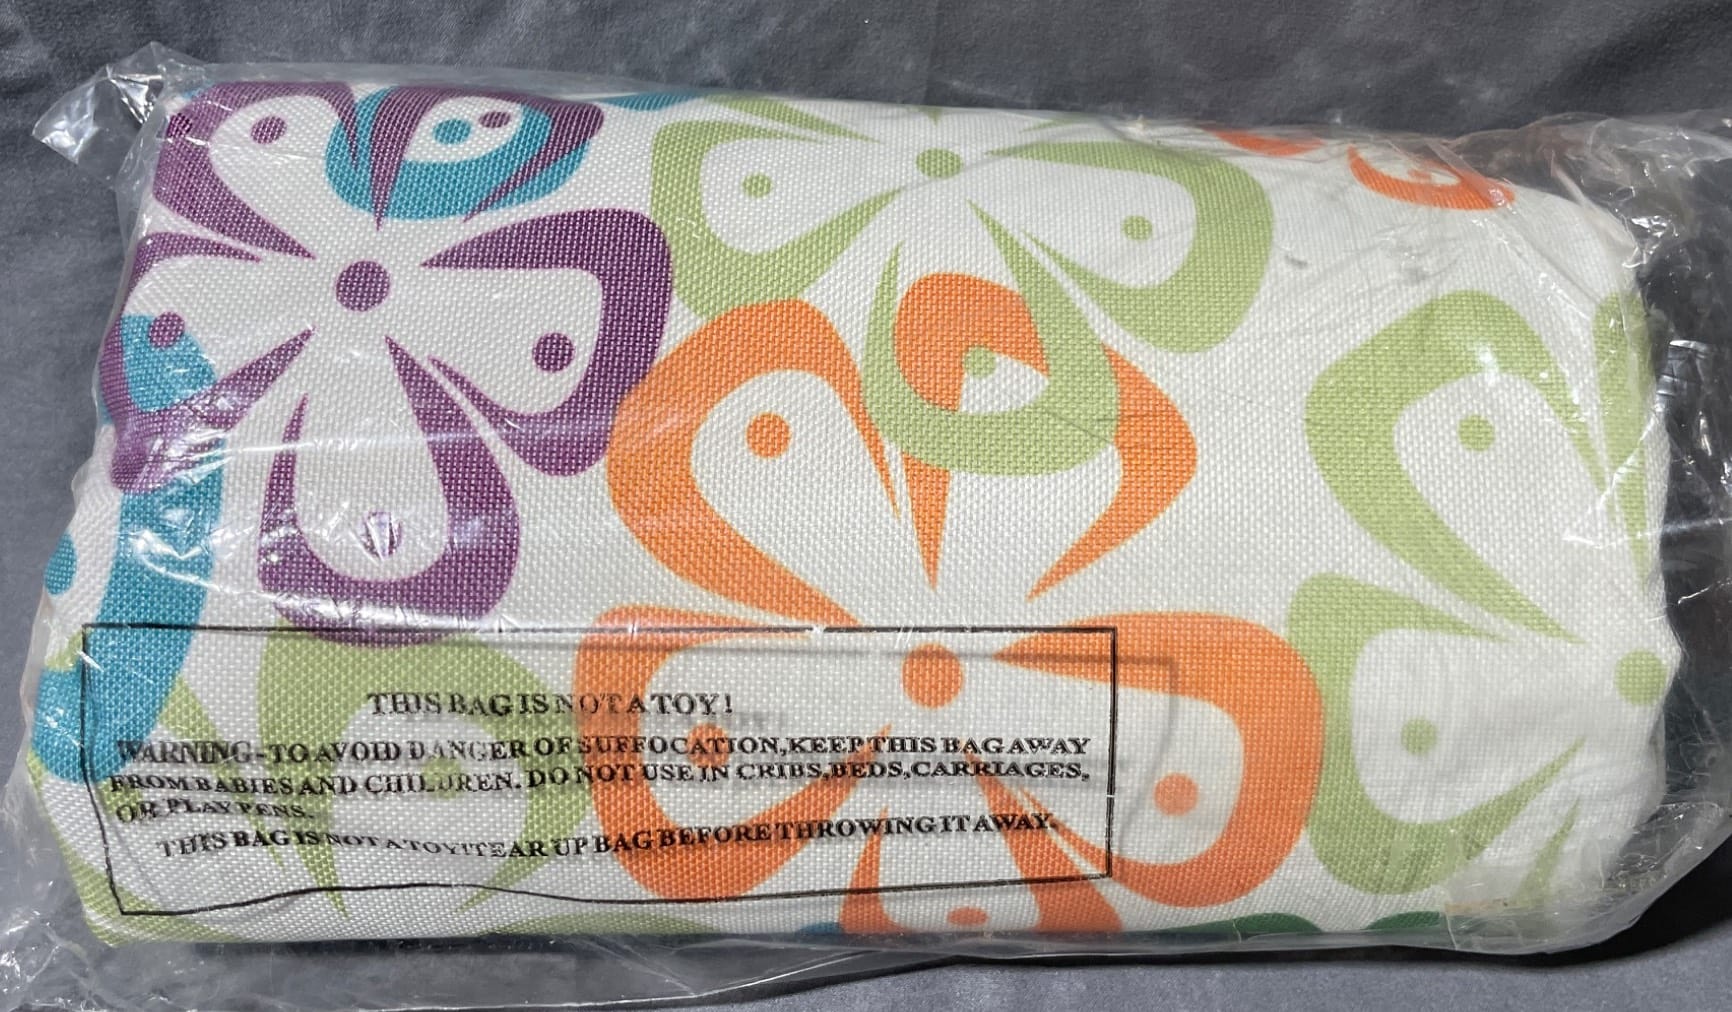 THIS BAG IS NOT A TOY!
WARNING-TO AVOID DANGER OF SUFFOCATION,KEEP THIS BAG AWAY
FROM BABIES AND CHILDREN. DO NOT USE IN CRIBS,BEDS,CARRIAGES,
OR PLAY PENS.
THIS BAG IS NOT A TOY!TEAR UP BAG BEFORE THROWING IT AWAY.